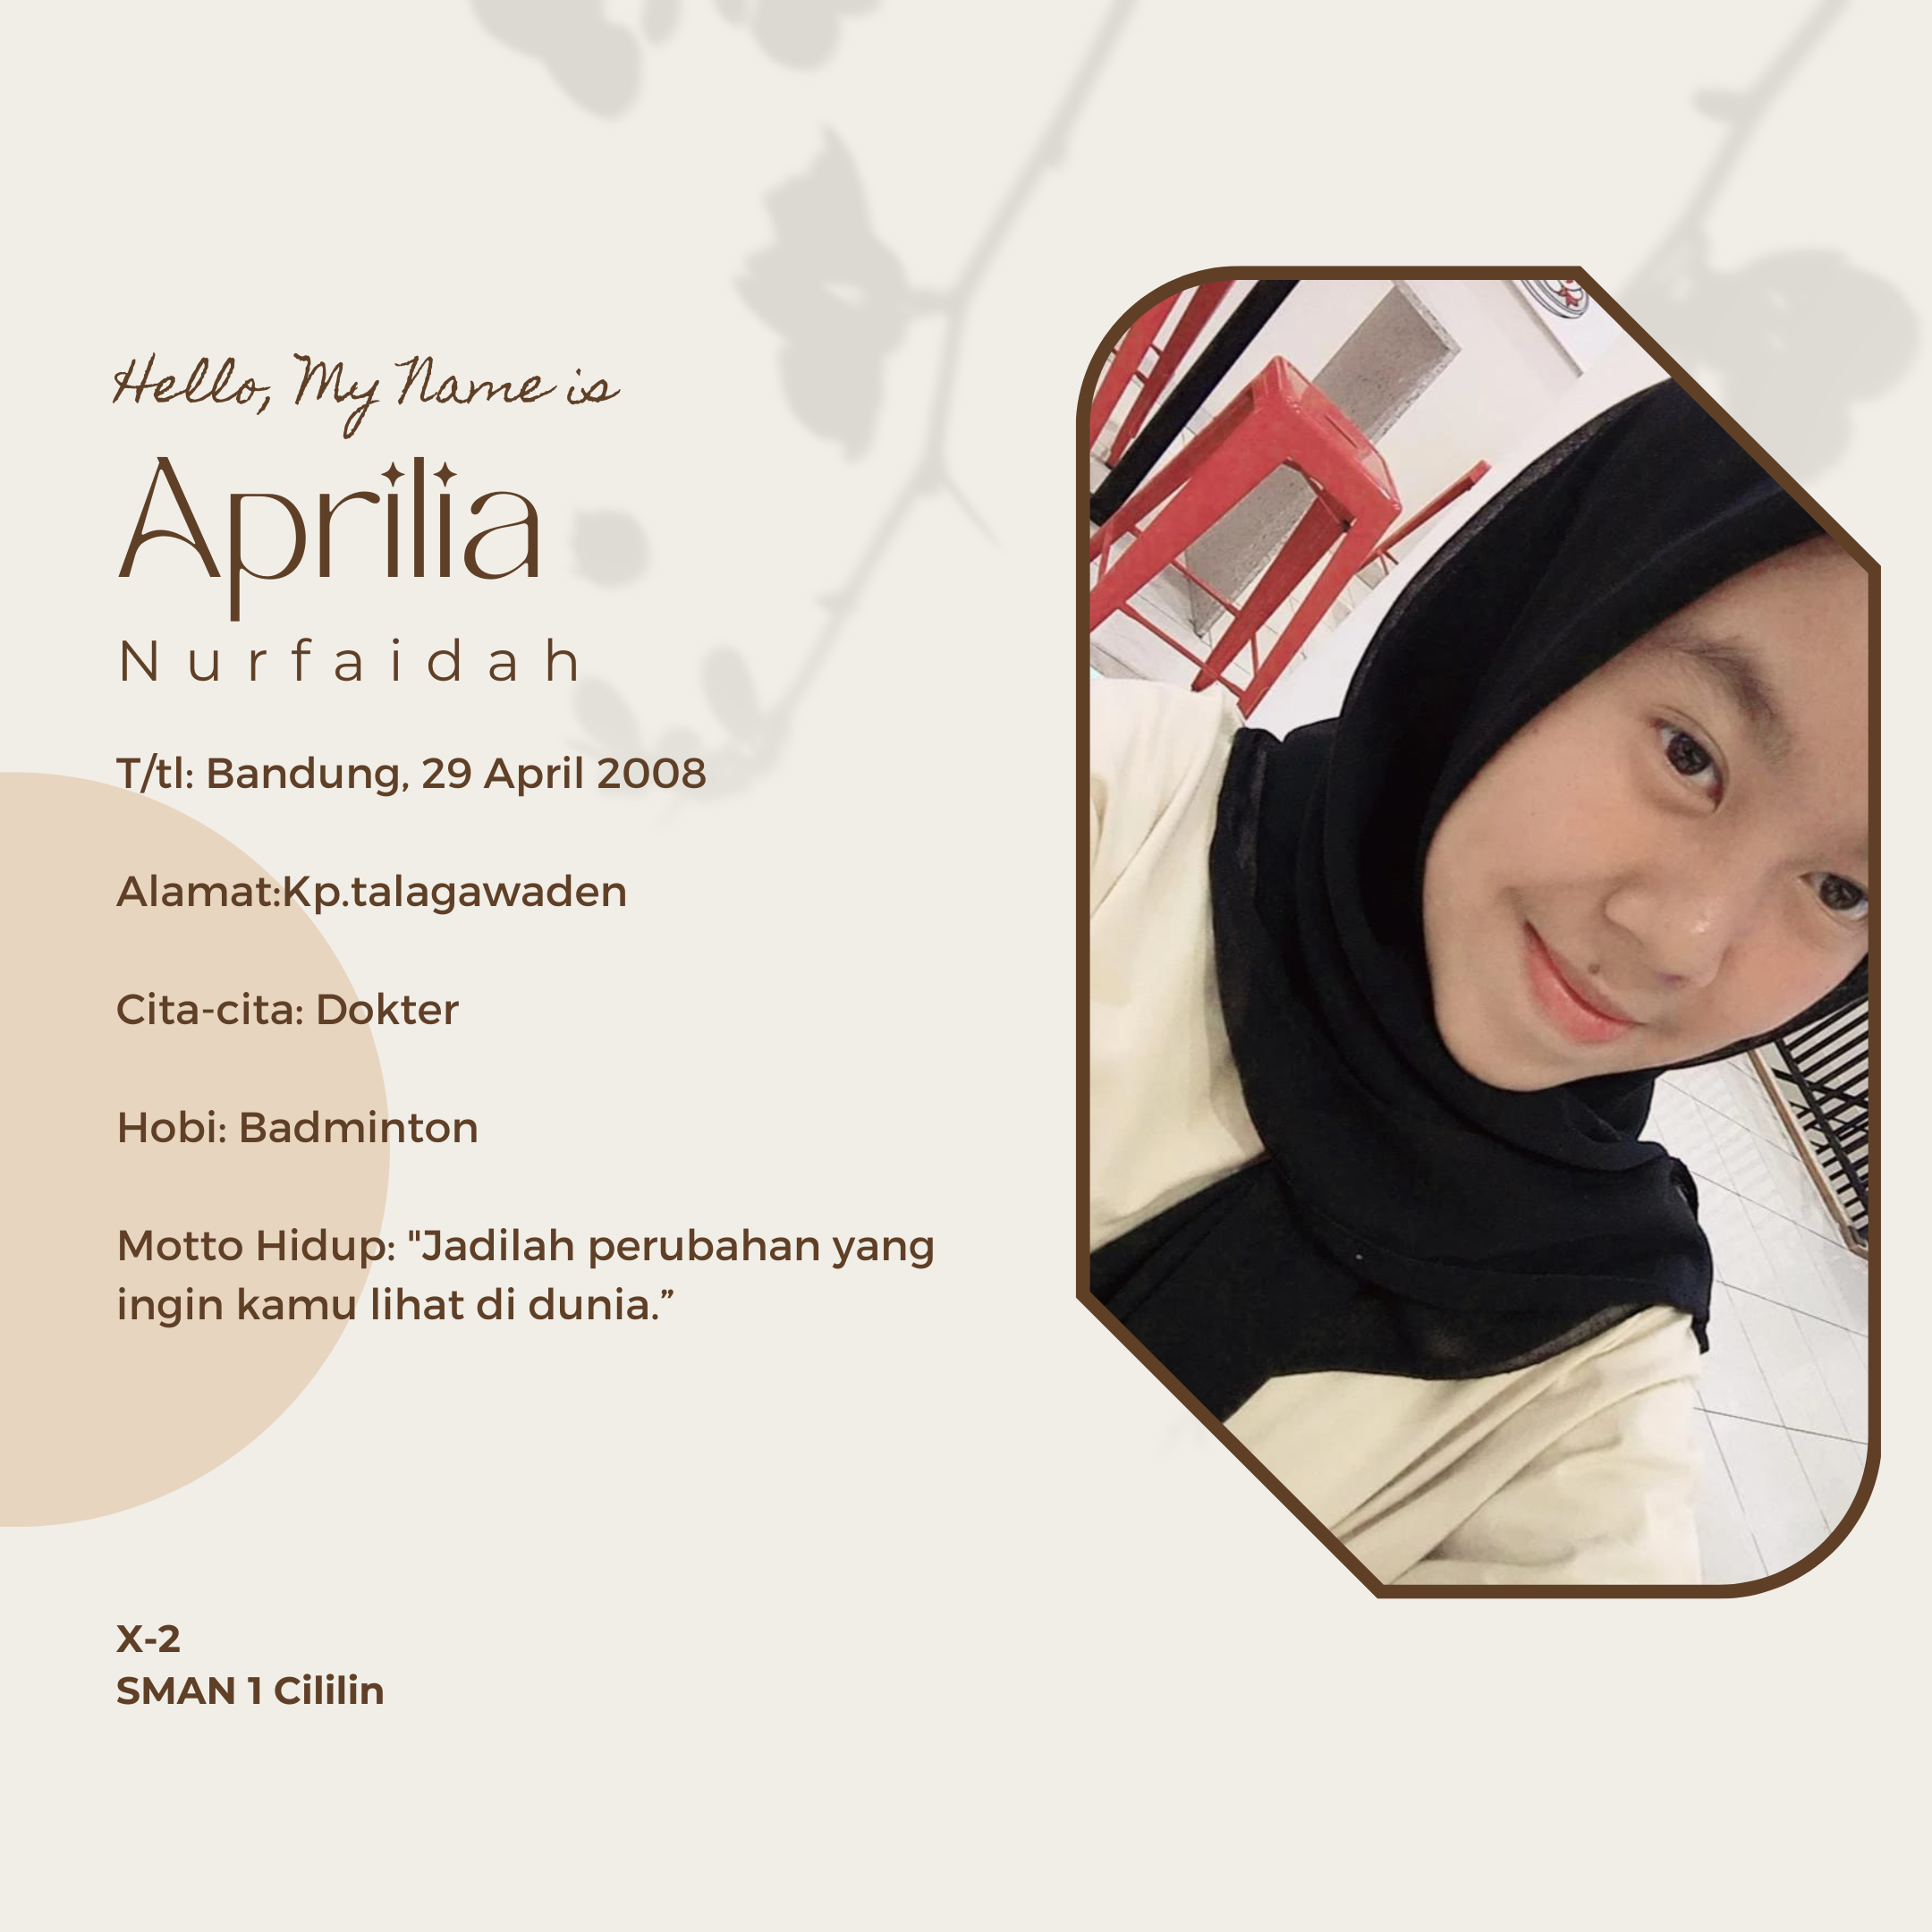 Hello, My Name is
Aprilia
Nurfaidah
T/tl: Bandung, 29 April 2008
Alamat:Kp.talagawaden
Cita-cita: Dokter
Hobi: Badminton
Motto Hidup: "Jadilah perubahan yang
ingin kamu lihat di dunia.”
X-2
SMAN 1 Cililin